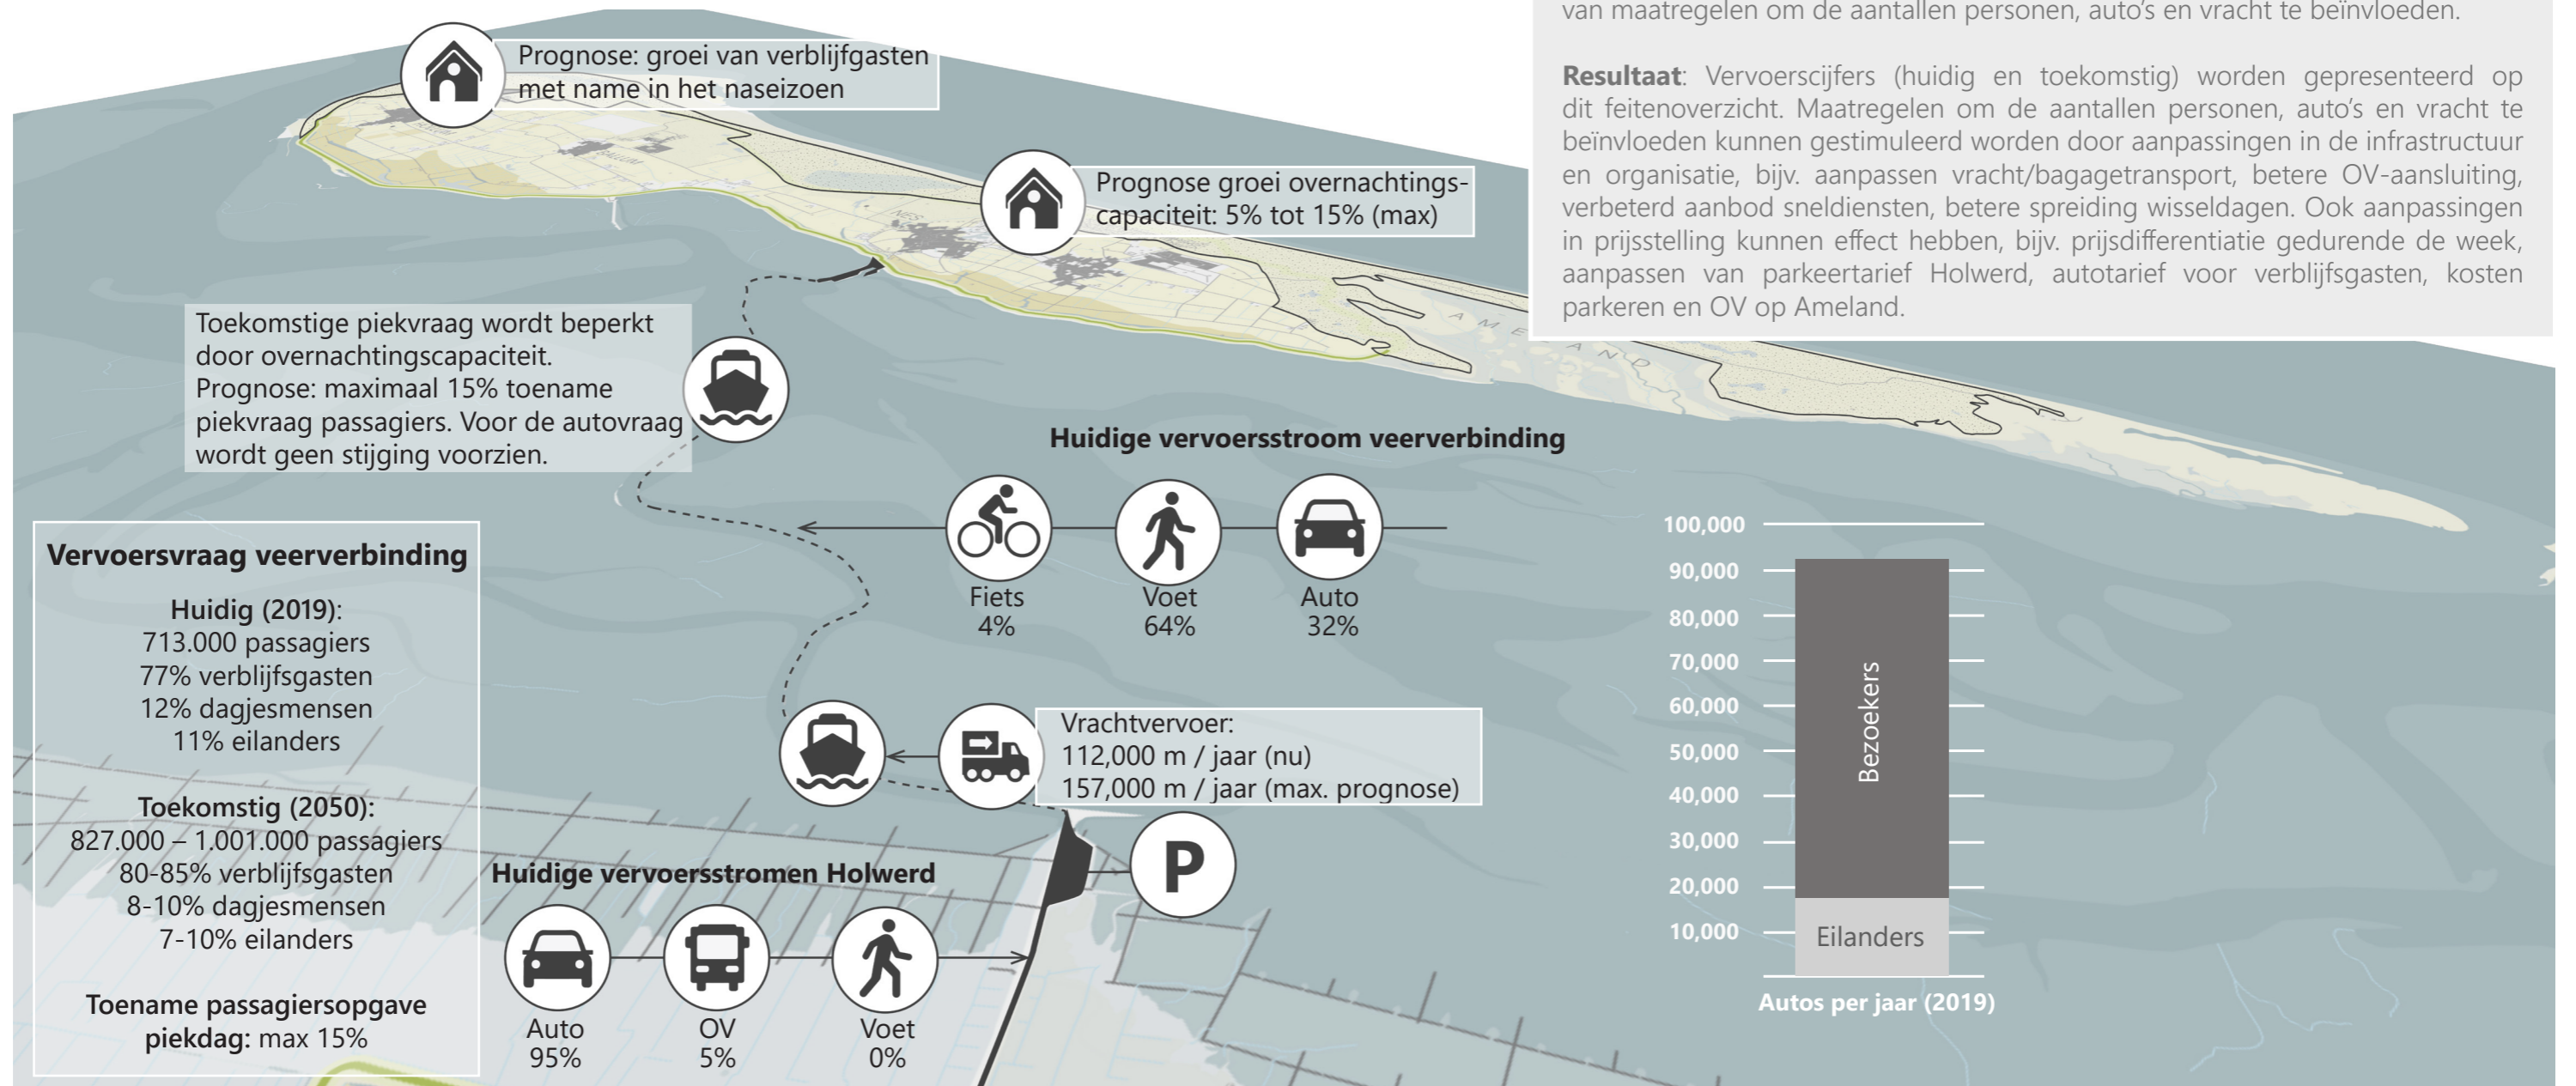 van maatregelen om de aantallen personen, auto's en vracht te beïnvloeden.
Resultaat: Vervoerscijfers (huidig en toekomstig) worden gepresenteerd op
dit feitenoverzicht. Maatregelen om de aantallen personen, auto's en vracht te
beïnvloeden kunnen gestimuleerd worden door aanpassingen in de infrastructuur
en organisatie, bijv. aanpassen vracht/bagagetransport, betere OV-aansluiting,
verbeterd aanbod sneldiensten, betere spreiding wisseldagen. Ook aanpassingen
in prijsstelling kunnen effect hebben, bijv. prijsdifferentiatie gedurende de week,
aanpassen van parkeertarief Holwerd, autotarief voor verblijfsgasten, kosten
parkeren en OV op Ameland.
Prognose: groei van verblijfgasten
met name in het naseizoen
BALLUM
Prognose groei overnachtings-
capaciteit: 5% tot 15% (max)
NES
AMELAND
Toekomstige piekvraag wordt beperkt
door overnachtingscapaciteit.
Prognose: maximaal 15% toename
piekvraag passagiers. Voor de autovraag
wordt geen stijging voorzien.
Huidige vervoersstroom veerverbinding
Fiets
4%
Voet
64%
Auto
32%
Vervoersvraag veerverbinding
Huidig (2019):
713.000 passagiers
77% verblijfsgasten
12% dagjesmensen
11% eilanders
Toekomstig (2050):
827.000 – 1.001.000 passagiers
80-85% verblijfsgasten
8-10% dagjesmensen
7-10% eilanders
Toename passagiersopgave
piekdag: max 15%
Vrachtvervoer:
112,000 m / jaar (nu)
157,000 m / jaar (max. prognose)
P
Huidige vervoersstromen Holwerd
Auto
95%
OV
5%
Voet
0%
100,000
90,000
80,000
70,000
60,000
50,000
40,000
30,000
20,000
10,000
Bezoekers
Eilanders
Autos per jaar (2019)